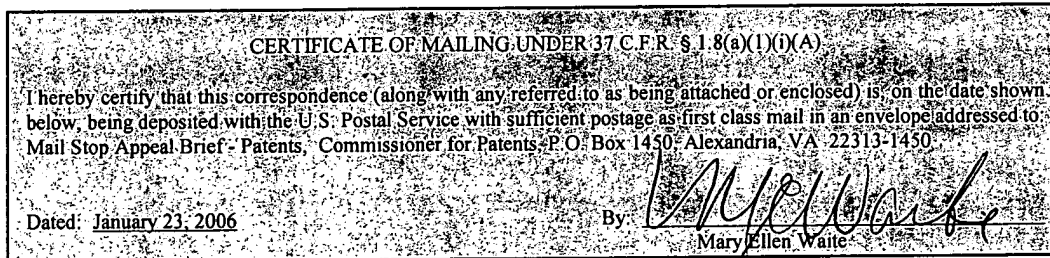 CERTIFICATE OF MAILING UNDER 37 C.F.R. § 1.8(a)(1)(i)(A)
I hereby certify that this correspondence (along with any referred to as being attached or enclosed) is, on the date shown
below, being deposited with the U.S. Postal Service with sufficient postage as first class mail in an envelope addressed to:
Mail Stop Appeal Brief - Patents, Commissioner for Patents, P.O. Box 1450, Alexandria, VA 22313-1450
Dated: January 23, 2006 By:
Mary Ellen Waite